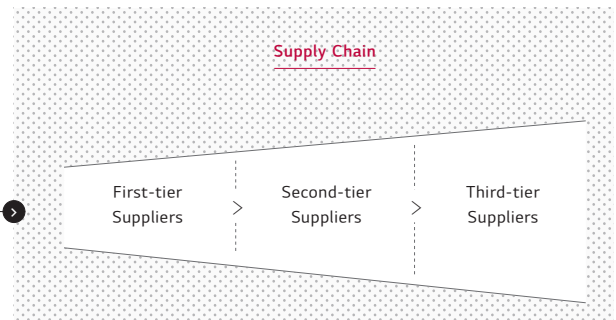 Supply Chain
First-tier
Suppliers
Second-tier
Suppliers
Third-tier
Suppliers